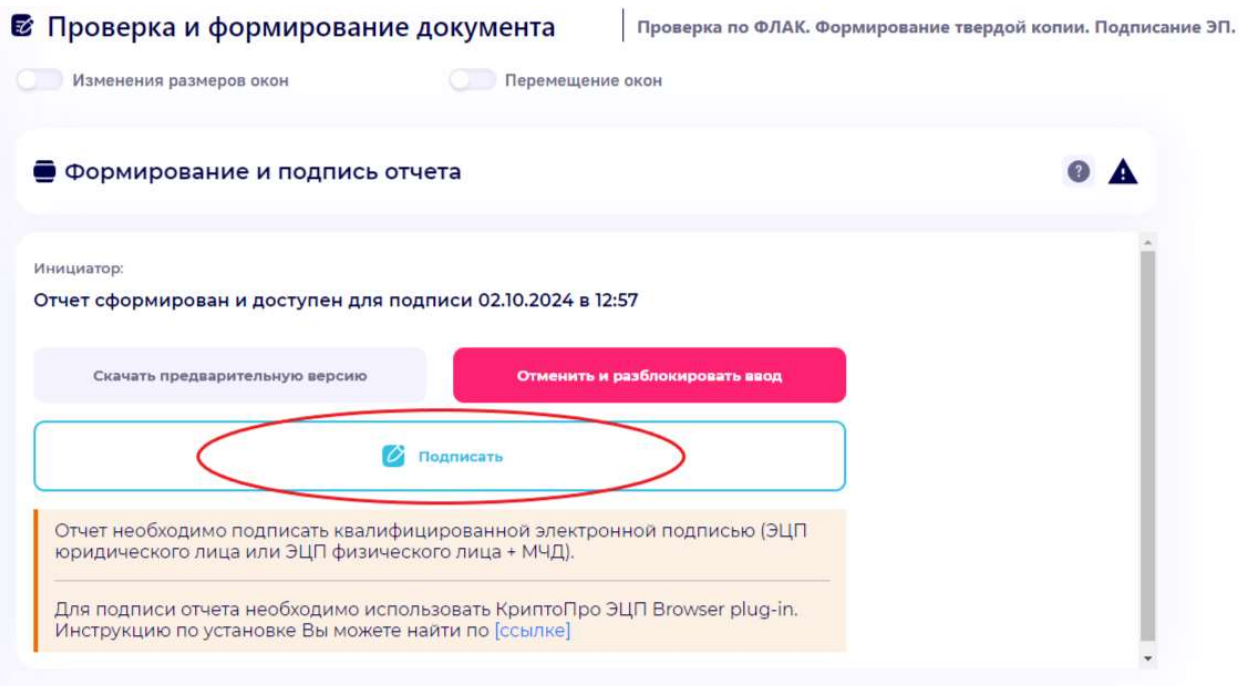 Проверка и формирование документа
Проверка по ФЛАК. Формирование твердой копии. Подписание ЭП.
Изменения размеров окон
Перемещение окон
Формирование и подпись отчета
Инициатор:
Отчет сформирован и доступен для подписи 02.10.2024 в 12:57
Скачать предварительную версию
Отменить и разблокировать ввод
Подписать
Отчет необходимо подписать квалифицированной электронной подписью (ЭЦП
юридического лица или ЭЦП физического лица + МЧД).
Для подписи отчета необходимо использовать КриптоПро ЭЦП Browser plug-in.
Инструкцию по установке Вы можете найти по [ссылке]